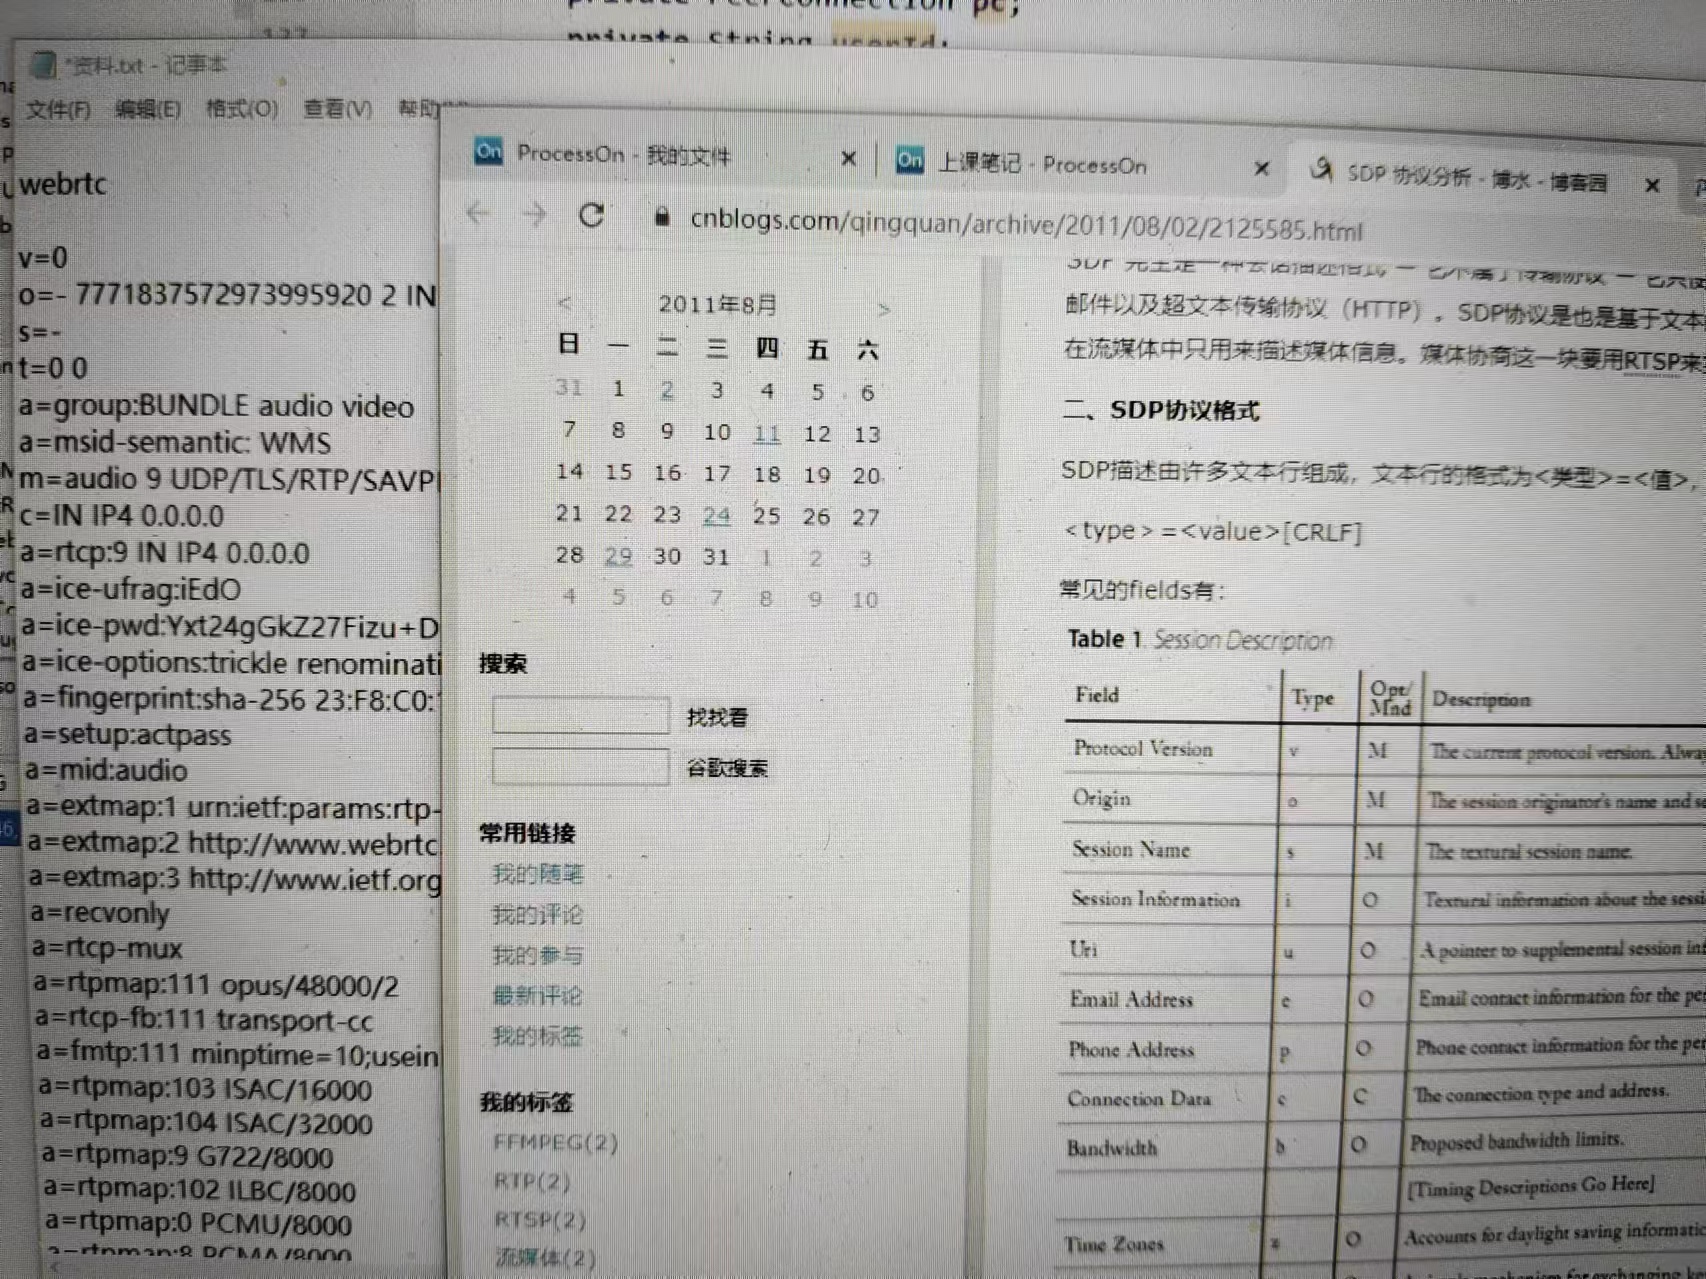 pc;
private String userId;
*资料.txt - 记事本
文件(F) 编辑(E) 格式(O) 查看(V) 帮助
webrtc
v=0
o=- 7771837572973995920 2 IN
s=-
t=0 0
a=group:BUNDLE audio video
a=msid-semantic: WMS
m=audio 9 UDP/TLS/RTP/SAVP
c=IN IP4 0.0.0.0
a=rtcp:9 IN IP4 0.0.0.0
a=ice-ufrag:iEdO
a=ice-pwd:Yxt24gGkZ27Fizu+D
a=ice-options:trickle renominati
a=fingerprint:sha-256 23:F8:C0:
a=setup:actpass
a=mid:audio
a=extmap:1 urn:ietf:params:rtp-
a=extmap:2 http://www.webrtc
a=extmap:3 http://www.ietf.org
a=recvonly
a=rtcp-mux
a=rtpmap:111 opus/48000/2
a=rtcp-fb:111 transport-cc
a=fmtp:111 minptime=10;usein
a=rtpmap:103 ISAC/16000
a=rtpmap:104 ISAC/32000
a=rtpmap:9 G722/8000
a=rtpmap:102 ILBC/8000
a=rtpmap:0 PCMU/8000
a=rtpmap:8 PCMA/8000
On ProcessOn - 我的文件
On 上课笔记 - ProcessOn
SDP 协议分析 - 博水 - 博客园
cnblogs.com/qingquan/archive/2011/08/02/2125585.html
< 2011年8月 >
日 一 二 三 四 五 六
31 1 2 3 4 5 6
7 8 9 10 11 12 13
14 15 16 17 18 19 20
21 22 23 24 25 26 27
28 29 30 31 1 2 3
4 5 6 7 8 9 10
搜索
找找看
谷歌搜索
常用链接
我的随笔
我的评论
我的参与
最新评论
我的标签
我的标签
FFMPEG(2)
RTP(2)
RTSP(2)
流媒体(2)
邮件以及超文本传输协议（HTTP）。SDP协议是也是基于文本
在流媒体中只用来描述媒体信息。媒体协商这一块要用RTSP来
二、SDP协议格式
SDP描述由许多文本行组成，文本行的格式为<类型>=<值>，
<type>=<value>[CRLF]
常见的fields有：
Table 1. Session Description
Field Type Opt/Mnd Description
Protocol Version v M The current protocol version. Alwa
Origin o M The session originator's name and s
Session Name s M The textural session name.
Session Information i O Textural information about the sessi
Uri u O A pointer to supplemental session in
Email Address e O Email contact information for the per
Phone Address p O Phone contact information for the per
Connection Data c C The connection type and address.
Bandwidth b O Proposed bandwidth limits.
[Timing Descriptions Go Here]
Time Zones z O Accounts for daylight saving informatio